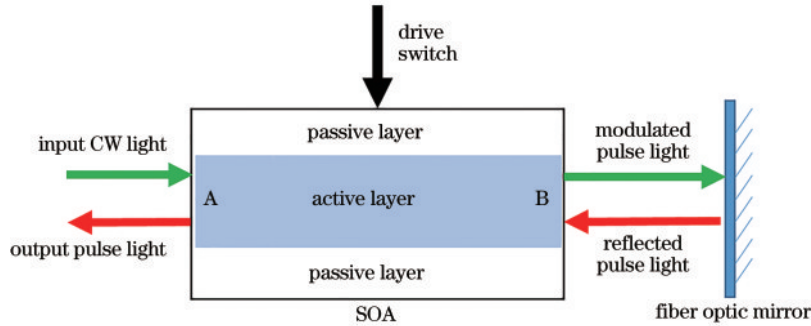 drive
switch
passive layer
input CW light
modulated
pulse light
A
active layer
B
output pulse light
reflected
pulse light
passive layer
SOA
fiber optic mirror